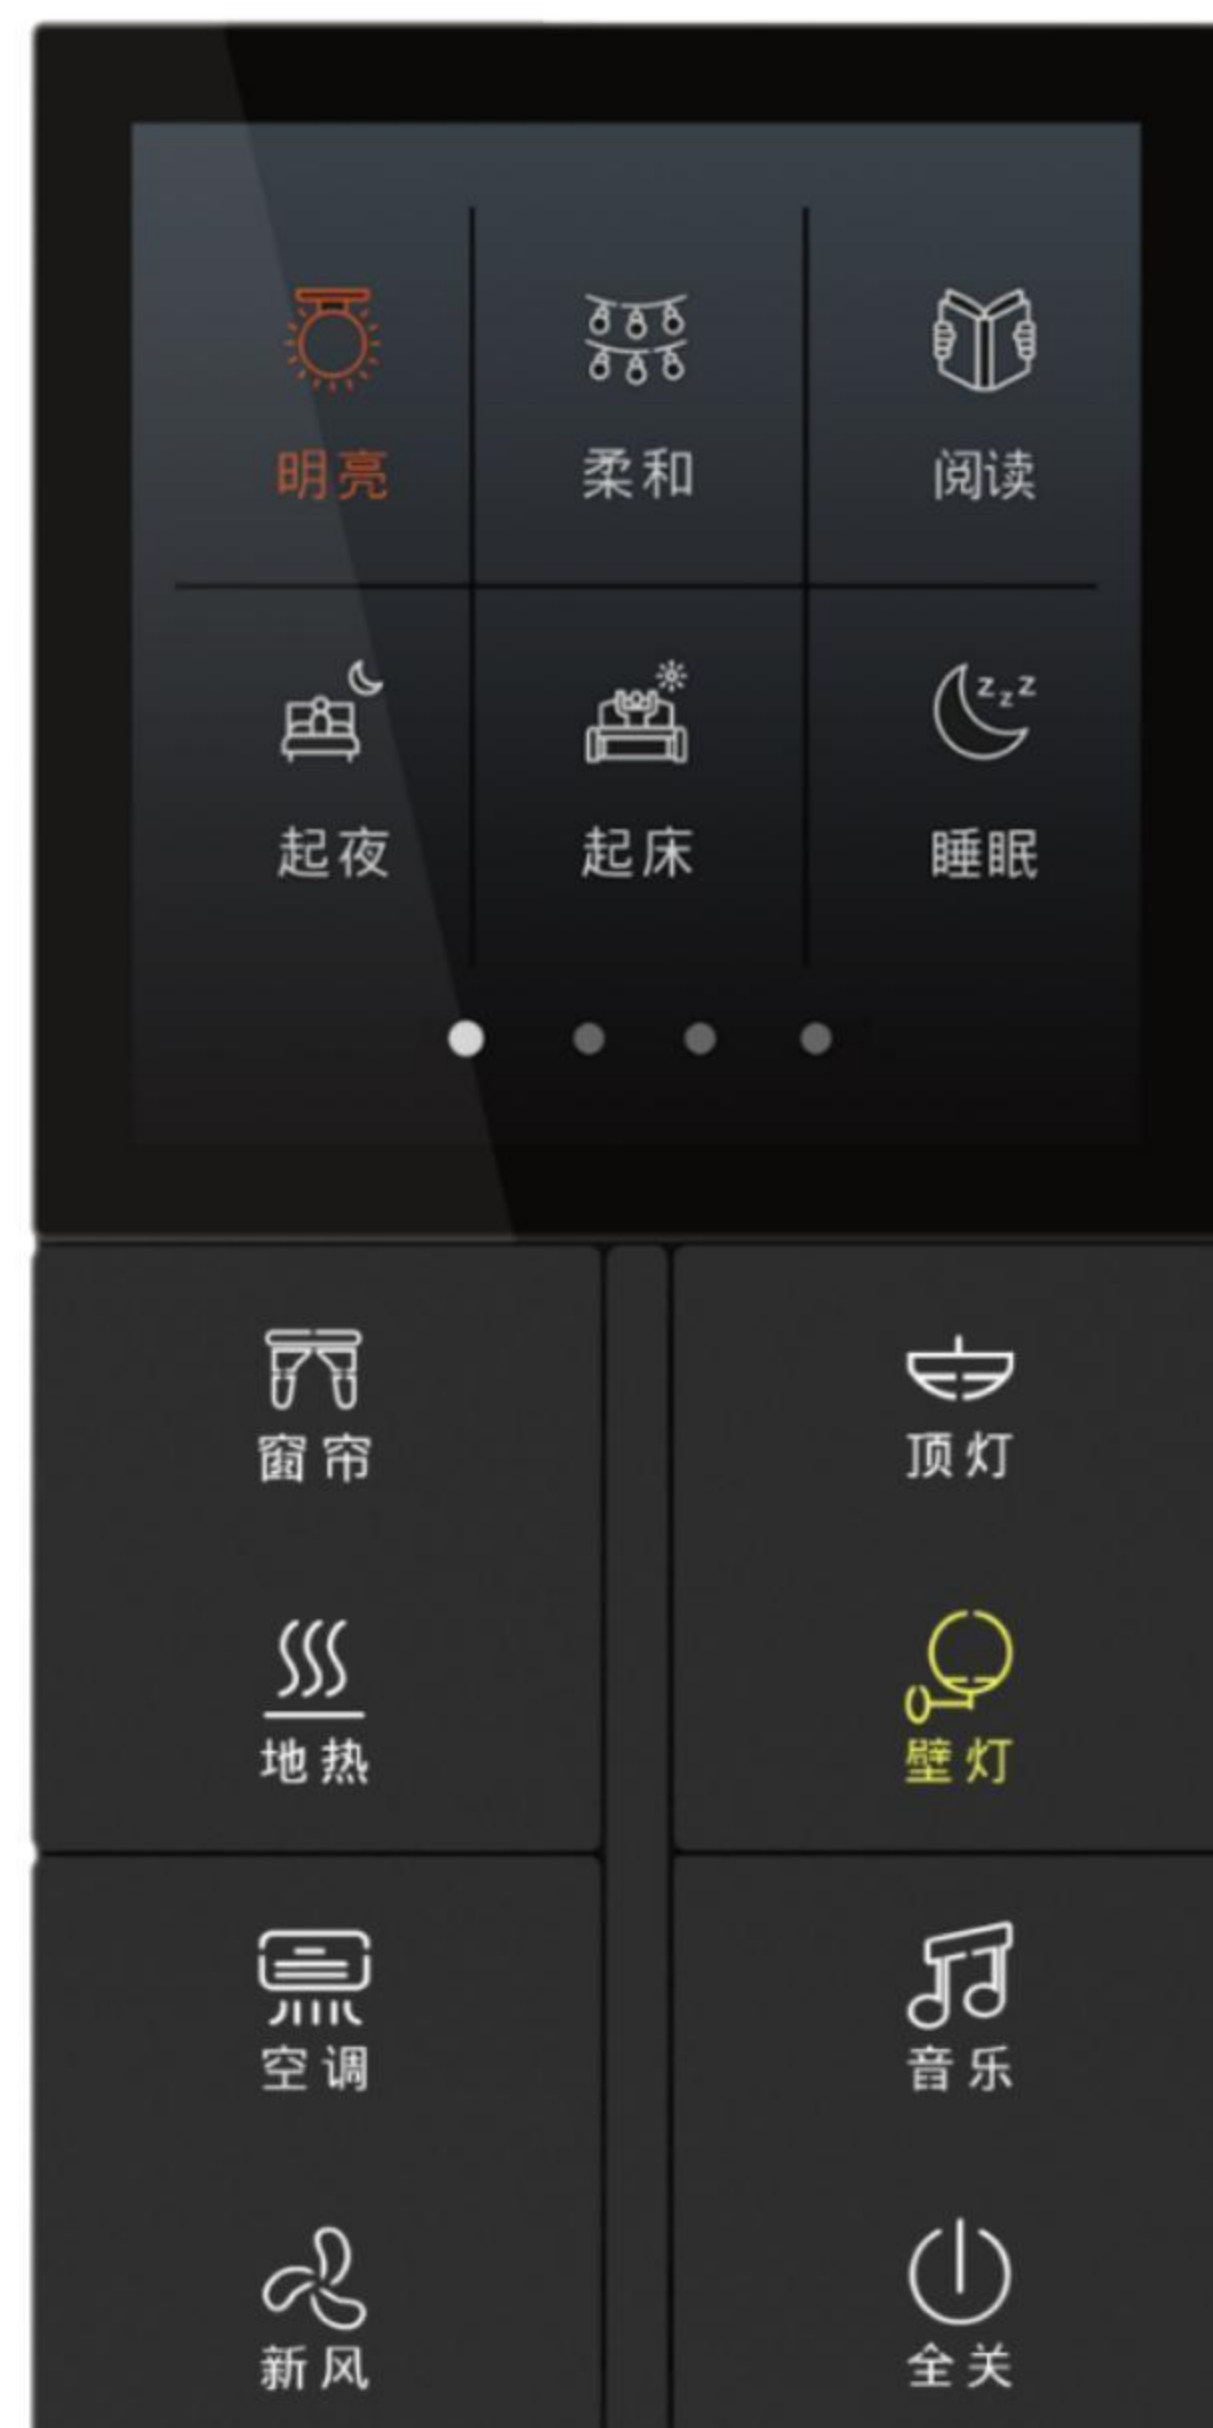 明亮 柔和 阅读
起夜 起床 睡眠
窗帘 顶灯
地热 壁灯
空调 音乐
新风 全关